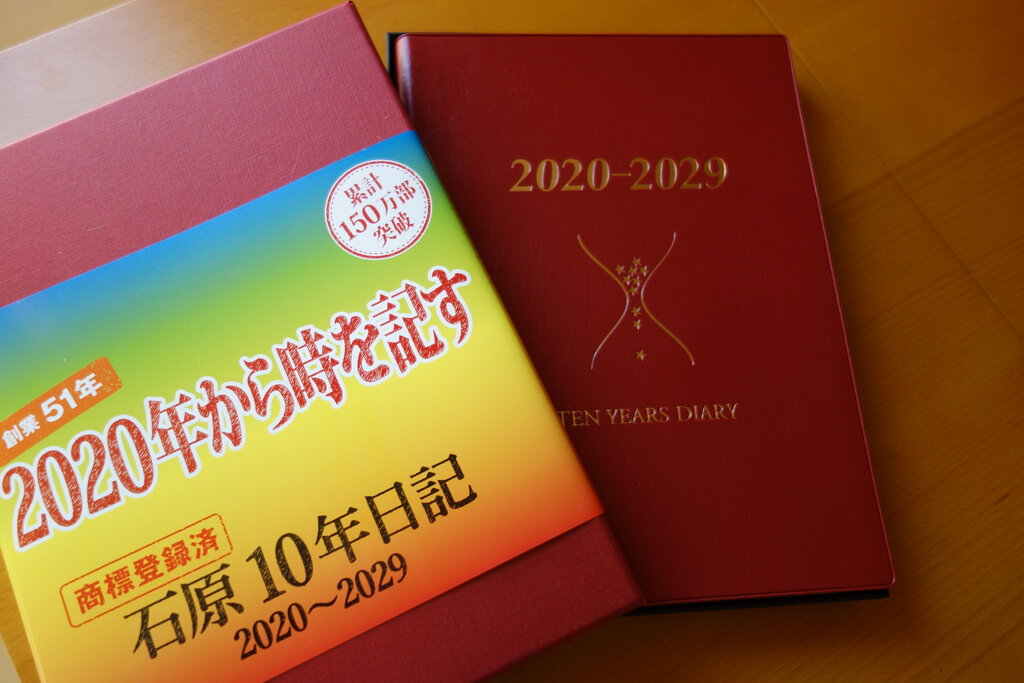 累計
150万部
突破
創業51年
2020年から時を記す
商標登録済
石原10年日記
2020～2029
2020-2029
TEN YEARS DIARY